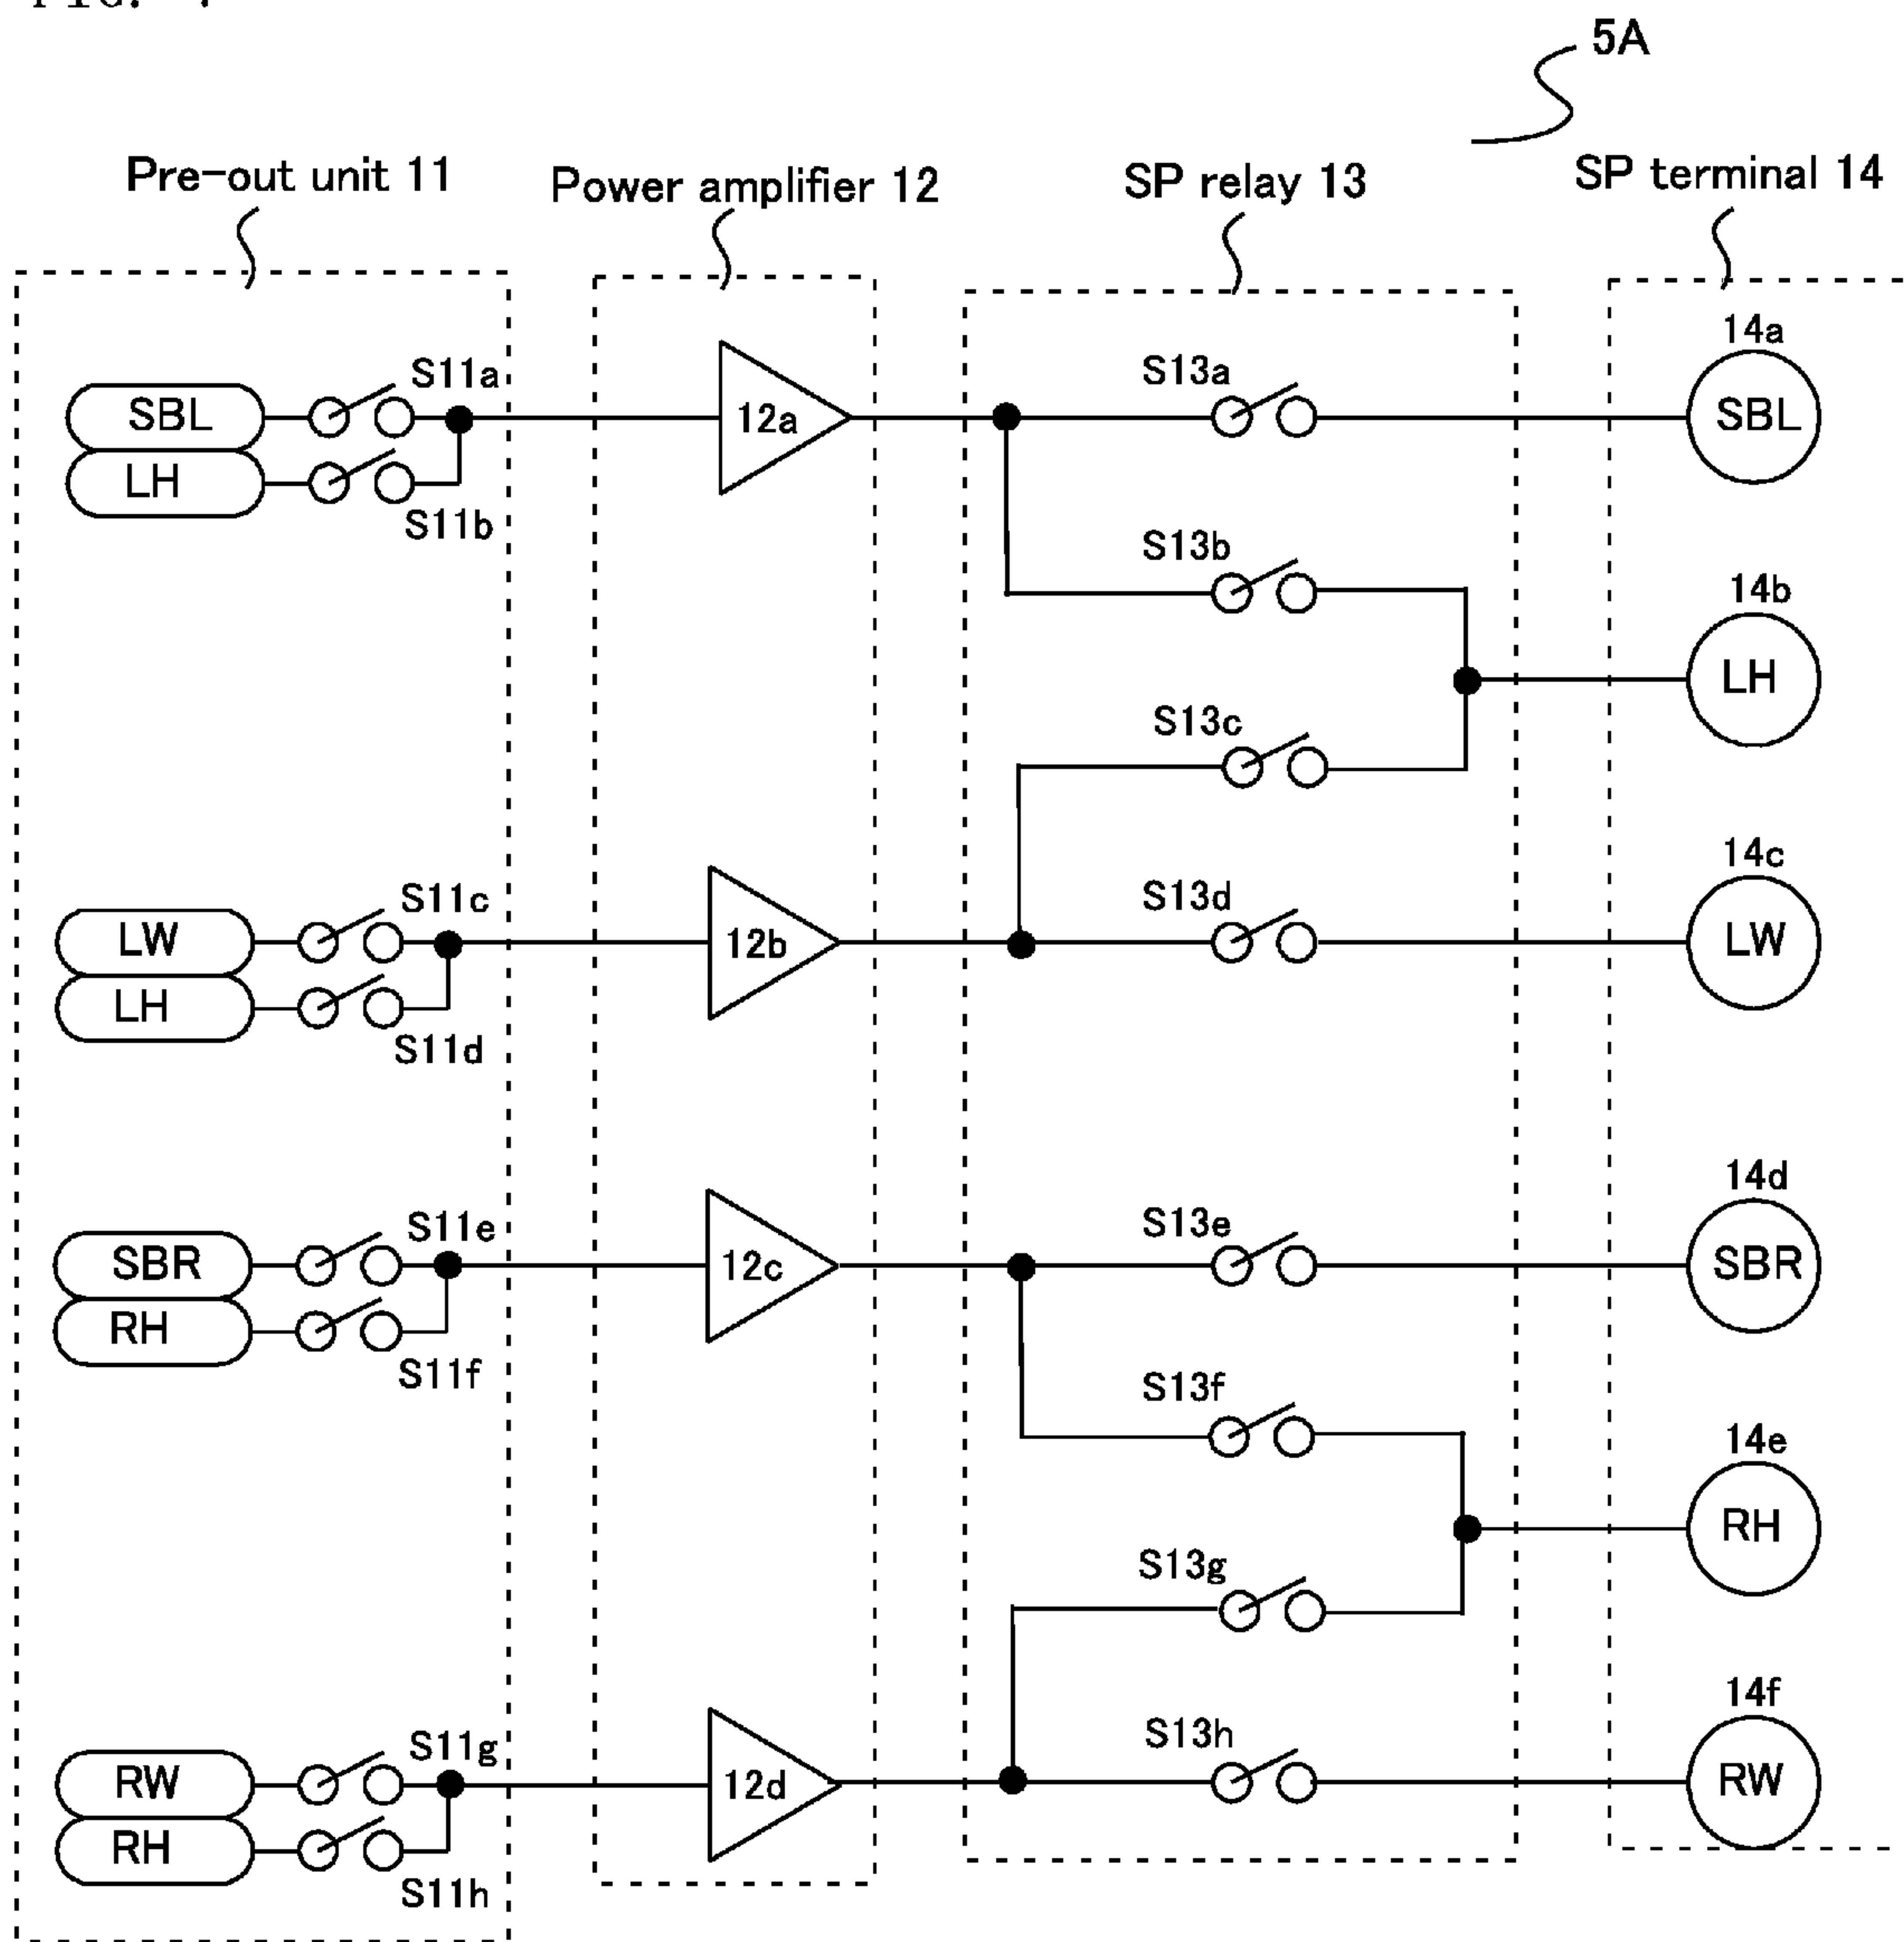 FIG.
5A
Pre-out unit 11
Power amplifier 12
SP relay 13
SP terminal 14
SBL
S11a
LH
S11b
12a
S13a
14a
SBL
S13b
14b
LH
S13c
LW
S11c
LH
S11d
12b
S13d
14c
LW
SBR
S11e
RH
S11f
12c
S13e
14d
SBR
S13f
14e
RH
S13g
RW
S11g
RH
S11h
12d
S13h
14f
RW